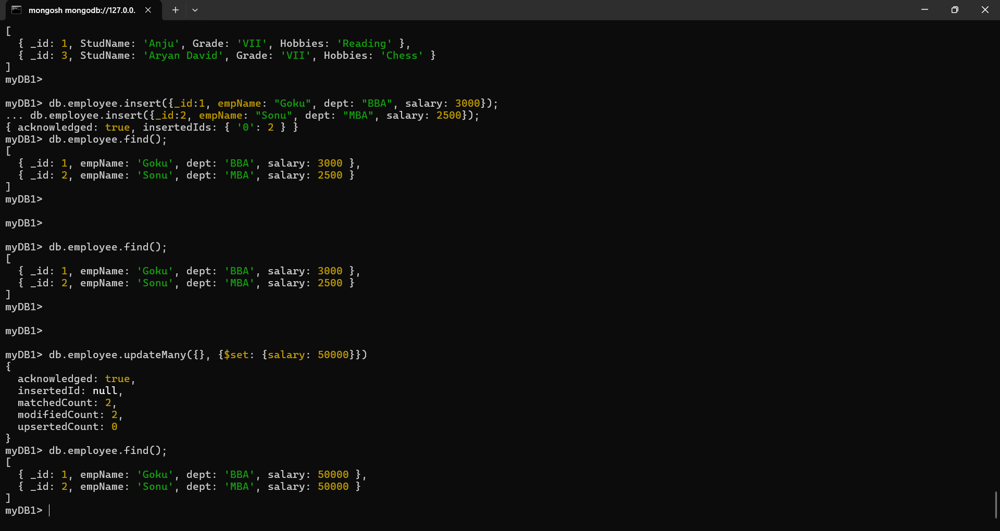 mongosh mongodb://127.0.0.
[
  { _id: 1, StudName: 'Anju', Grade: 'VII', Hobbies: 'Reading' },
  { _id: 3, StudName: 'Aryan David', Grade: 'VII', Hobbies: 'Chess' }
]
myDB1>
myDB1> db.employee.insert({_id:1, empName: "Goku", dept: "BBA", salary: 3000});
... db.employee.insert({_id:2, empName: "Sonu", dept: "MBA", salary: 2500});
{ acknowledged: true, insertedIds: { '0': 2 } }
myDB1> db.employee.find();
[
  { _id: 1, empName: 'Goku', dept: 'BBA', salary: 3000 },
  { _id: 2, empName: 'Sonu', dept: 'MBA', salary: 2500 }
]
myDB1>
myDB1>
myDB1> db.employee.find();
[
  { _id: 1, empName: 'Goku', dept: 'BBA', salary: 3000 },
  { _id: 2, empName: 'Sonu', dept: 'MBA', salary: 2500 }
]
myDB1>
myDB1>
myDB1> db.employee.updateMany({}, {$set: {salary: 50000}})
{
  acknowledged: true,
  insertedId: null,
  matchedCount: 2,
  modifiedCount: 2,
  upsertedCount: 0
}
myDB1> db.employee.find();
[
  { _id: 1, empName: 'Goku', dept: 'BBA', salary: 50000 },
  { _id: 2, empName: 'Sonu', dept: 'MBA', salary: 50000 }
]
myDB1>